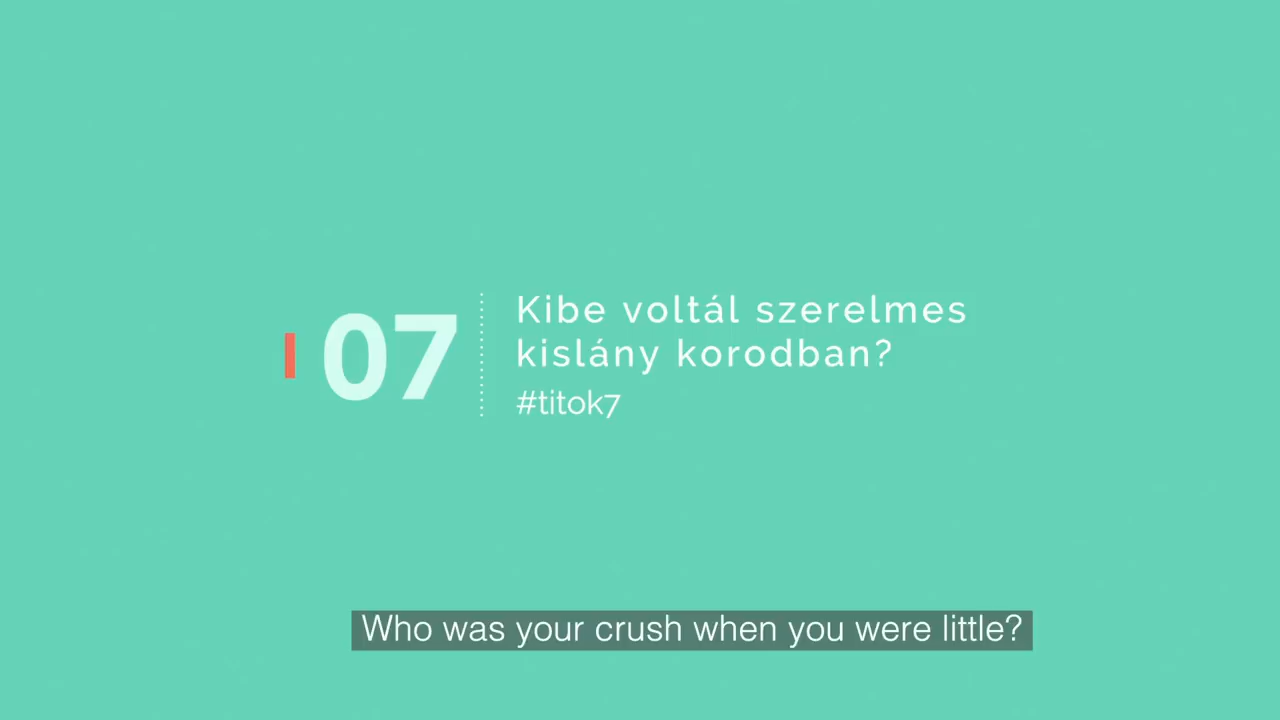 07
Kibe voltál szerelmes
kislány korodban?
#titok7
Who was your crush when you were little?